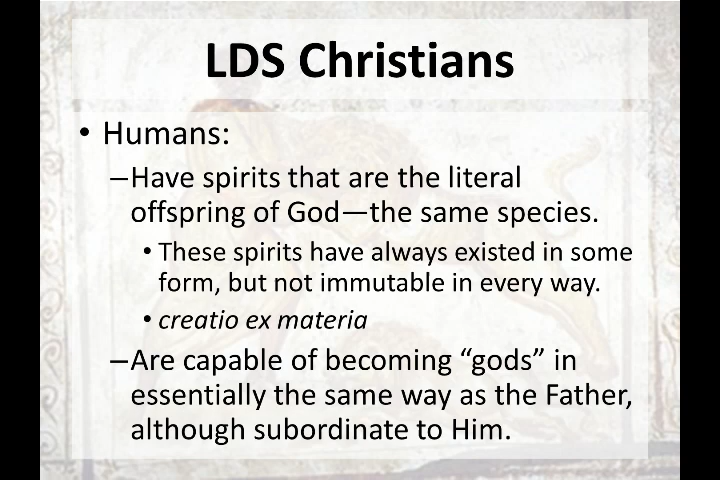 LDS Christians
• Humans:
–Have spirits that are the literal
offspring of God—the same species.
• These spirits have always existed in some
form, but not immutable in every way.
• creatio ex materia
–Are capable of becoming “gods” in
essentially the same way as the Father,
although subordinate to Him.